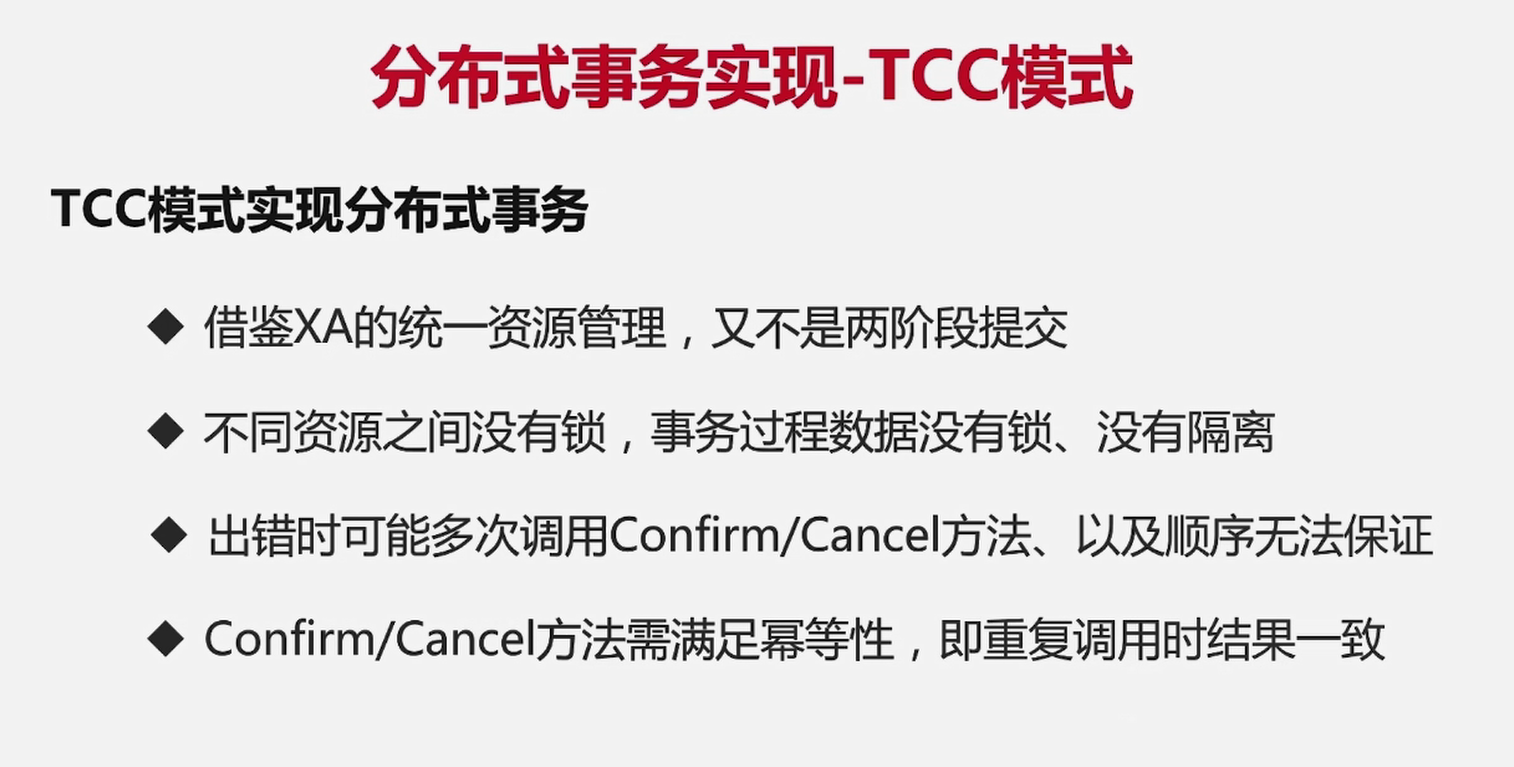 分布式事务实现-TCC模式
TCC模式实现分布式事务
◆ 借鉴XA的统一资源管理，又不是两阶段提交
◆ 不同资源之间没有锁，事务过程数据没有锁、没有隔离
◆ 出错时可能多次调用Confirm/Cancel方法、以及顺序无法保证
◆ Confirm/Cancel方法需满足幂等性，即重复调用时结果一致